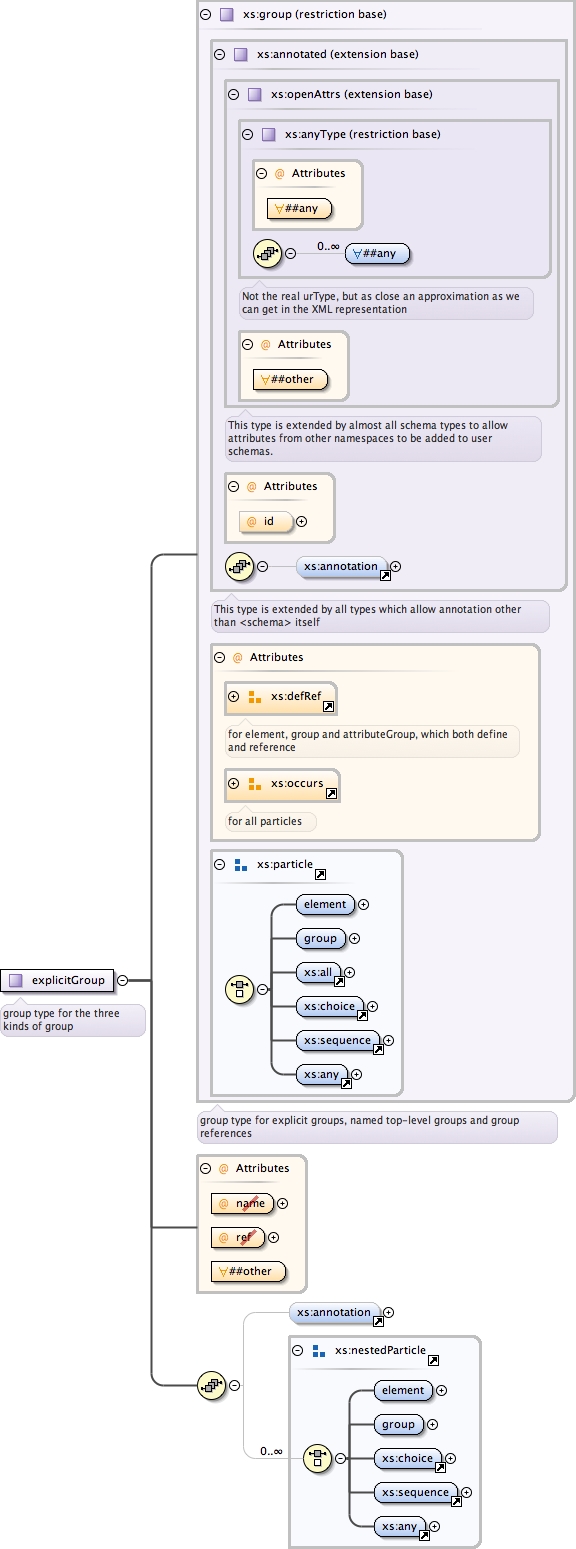 xs:group (restriction base)
xs:annotated (extension base)
xs:openAttrs (extension base)
xs:anyType (restriction base)
@ Attributes
∀##any
0..∞
∀##any
Not the real urType, but as close an approximation as we
can get in the XML representation
@ Attributes
∀##other
This type is extended by almost all schema types to allow
attributes from other namespaces to be added to user
schemas.
@ Attributes
@ id
xs:annotation
This type is extended by all types which allow annotation other
than <schema> itself
@ Attributes
xs:defRef
for element, group and attributeGroup, which both define
and reference
xs:occurs
for all particles
xs:particle
element
group
xs:all
xs:choice
xs:sequence
xs:any
explicitGroup
group type for the three
kinds of group
group type for explicit groups, named top-level groups and group
references
@ Attributes
@ name
@ ref
∀##other
xs:annotation
xs:nestedParticle
0..∞
element
group
xs:choice
xs:sequence
xs:any